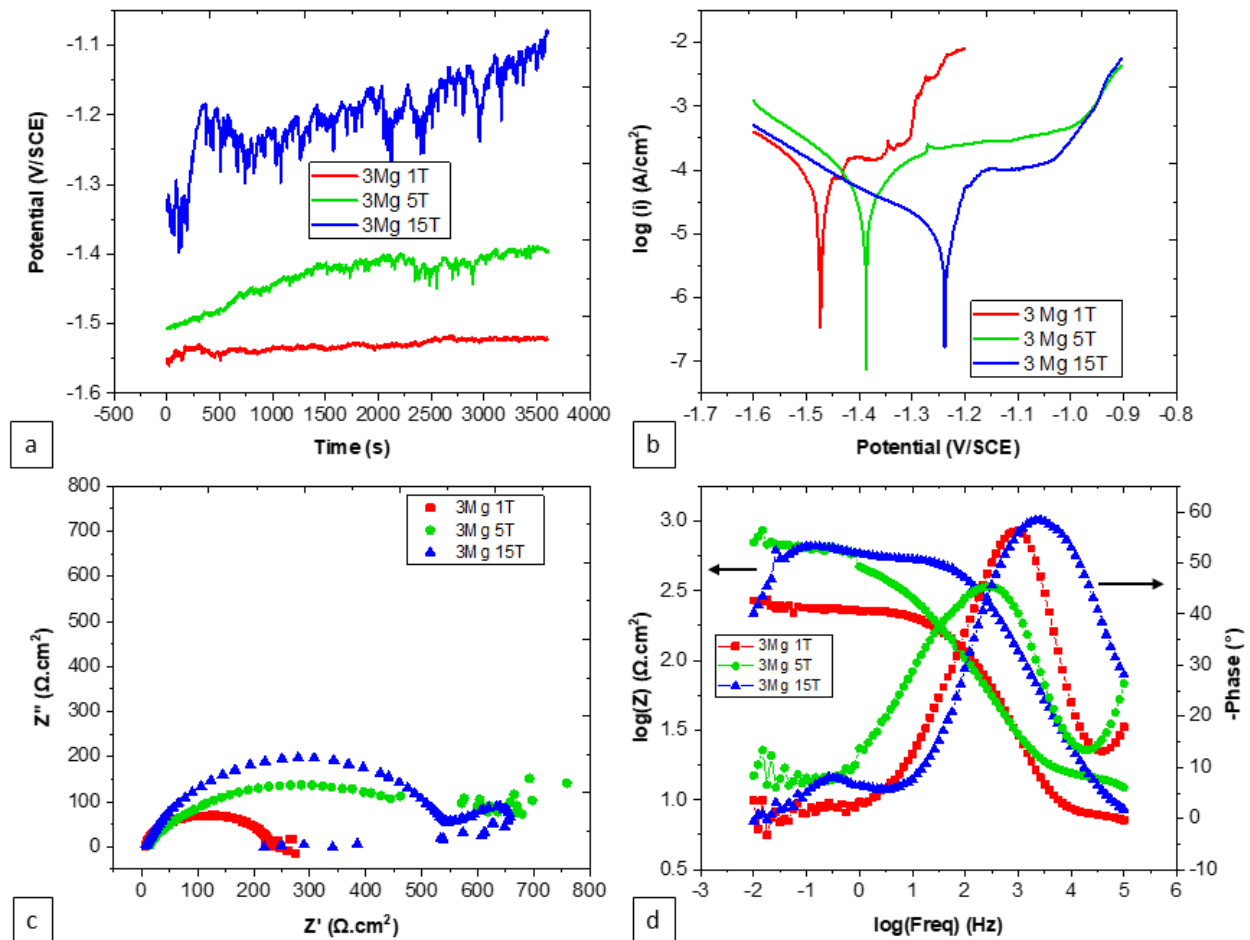 a
-1.1
-1.2
-1.3
-1.4
-1.5
-1.6
Potential (V/SCE)
3Mg 1T
3Mg 5T
3Mg 15T
-500 0 500 1000 1500 2000 2500 3000 3500 4000
Time (s)
b
-2
-3
-4
-5
-6
-7
log (i) (A/cm²)
3 Mg 1T
3 Mg 5T
3 Mg 15T
-1.7 -1.6 -1.5 -1.4 -1.3 -1.2 -1.1 -1.0 -0.9 -0.8
Potential (V/SCE)
c
800
700
600
500
400
300
200
100
0
Z'' (Ω.cm²)
3Mg 1T
3Mg 5T
3Mg 15T
0 100 200 300 400 500 600 700 800
Z' (Ω.cm²)
d
3.0
2.5
2.0
1.5
1.0
0.5
log(Z) (Ω.cm²)
3Mg 1T
3Mg 5T
3Mg 15T
60
50
40
30
20
10
0
-10
-Phase (°)
-3 -2 -1 0 1 2 3 4 5 6
log(Freq) (Hz)